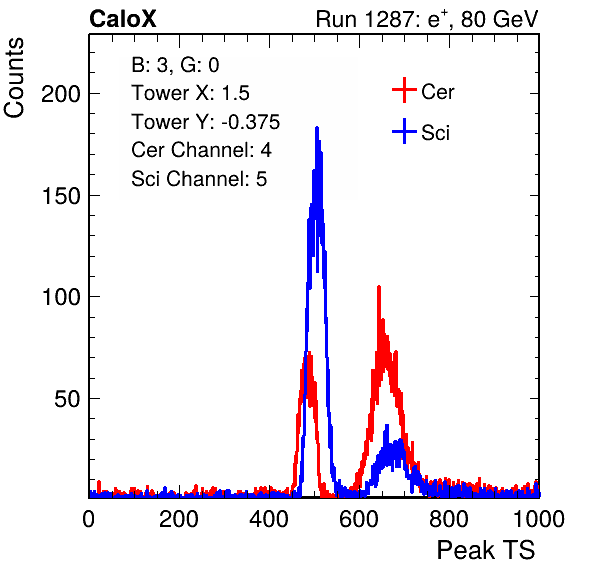 CaloX Run 1287: e⁺, 80 GeV
Counts
B: 3, G: 0
Tower X: 1.5
Tower Y: -0.375
Cer Channel: 4
Sci Channel: 5
Cer
Sci
200
150
100
50
0 200 400 600 800 1000
Peak TS